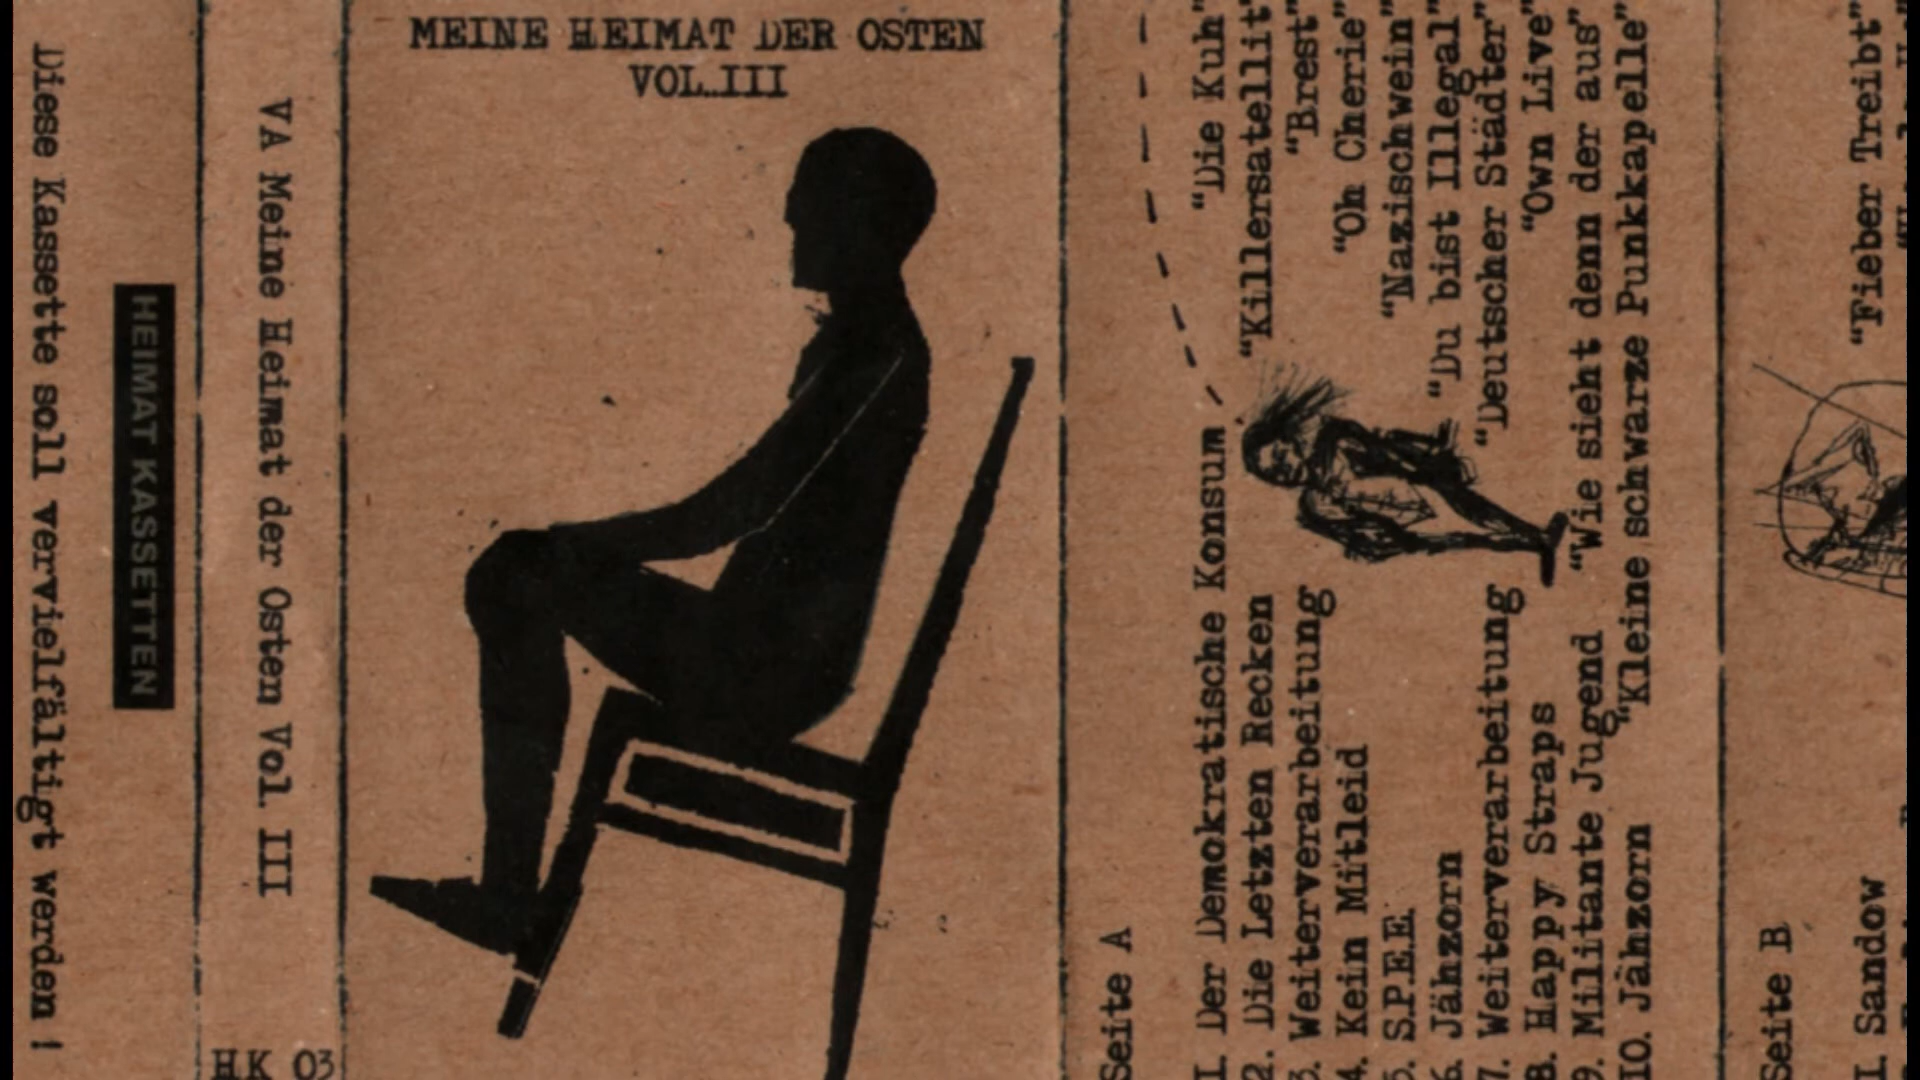 Diese Kassette soll vervielfältigt werden !
HEIMAT KASSETTEN
VA Meine Heimat der Osten Vol. III
HK 03
MEINE HEIMAT DER OSTEN
VOL.III
Seite A
1. Der Demokratische Konsum "Die Kuh"
2. Die Letzten Recken "Killersatellit"
3. Weiterverarbeitung "Brest"
4. Kein Mitleid "Oh Cherie"
5. S.P.E.E. "Nazischwein"
6. Jähzorn "Du bist Illegal"
7. Weiterverarbeitung "Deutscher Städter"
8. Happy Straps "Own Live"
9. Militante Jugend "Wie sieht denn der aus"
10. Jähzorn "Kleine schwarze Punkkapelle"
Seite B
1. Sandow "Fieber Treibt"